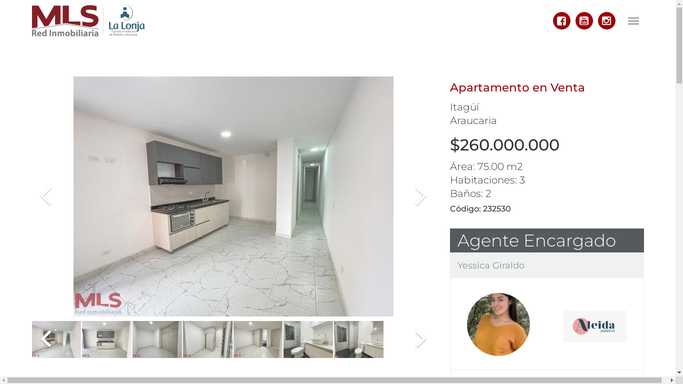 MLS
Red Inmobiliaria
La Lonja
Apartamento en Venta
Itagüí
Araucaria
$260.000.000
Área: 75.00 m2
Habitaciones: 3
Baños: 2
Código: 232530
Agente Encargado
Yessica Giraldo
MLS
Red Inmobiliaria
Aleida